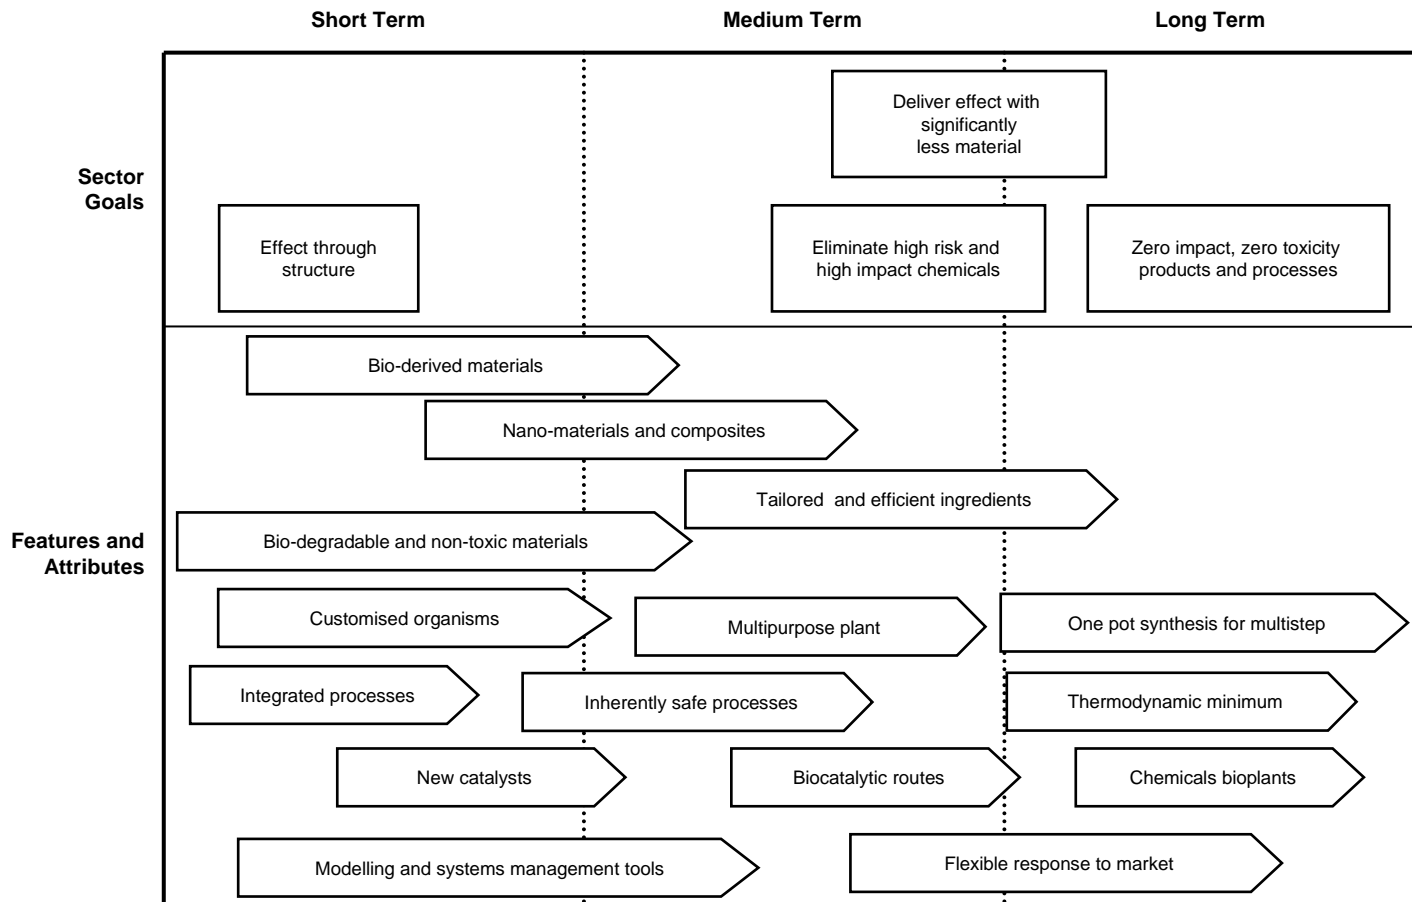 Short Term
Medium Term
Long Term
Sector
Goals
Deliver effect with
significantly
less material
Effect through
structure
Eliminate high risk and
high impact chemicals
Zero impact, zero toxicity
products and processes
Features and
Attributes
Bio-derived materials
Nano-materials and composites
Tailored  and efficient ingredients
Bio-degradable and non-toxic materials
Customised organisms
Multipurpose plant
One pot synthesis for multistep
Integrated processes
Inherently safe processes
Thermodynamic minimum
New catalysts
Biocatalytic routes
Chemicals bioplants
Modelling and systems management tools
Flexible response to market